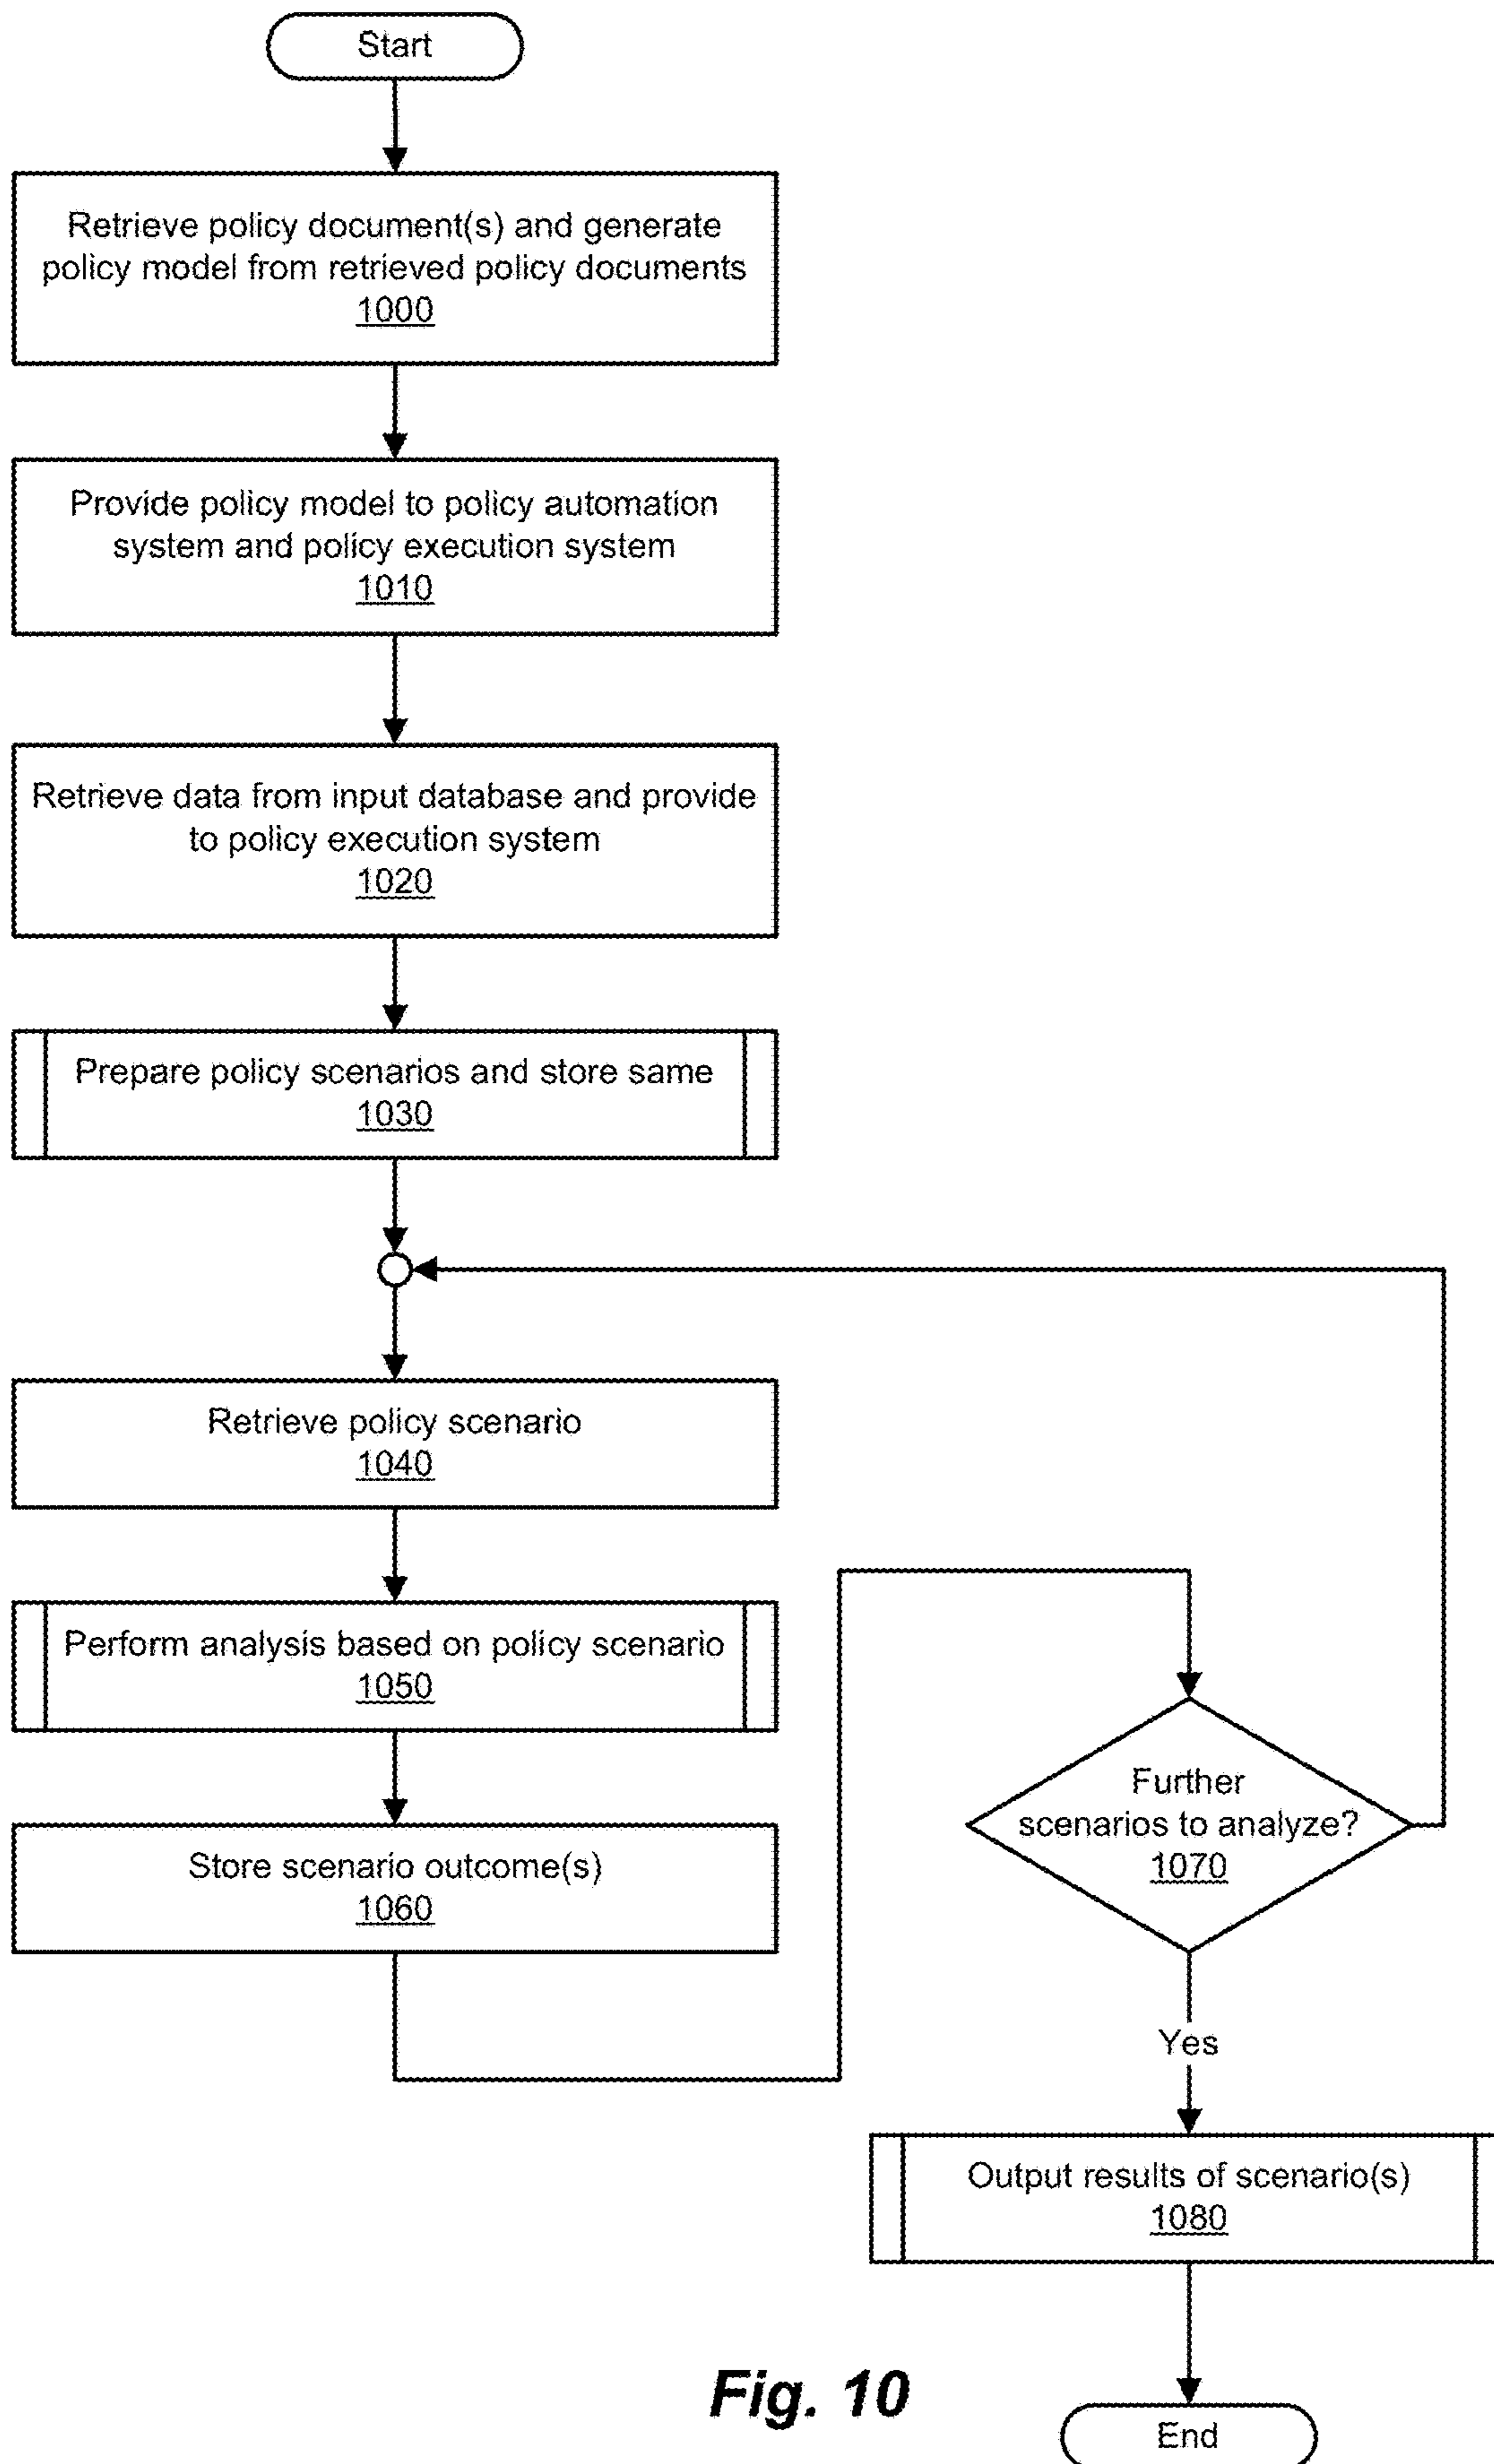 Start
Retrieve policy document(s) and generate
policy model from retrieved policy documents
1000
Provide policy model to policy automation
system and policy execution system
1010
Retrieve data from input database and provide
to policy execution system
1020
Prepare policy scenarios and store same
1030
Retrieve policy scenario
1040
Perform analysis based on policy scenario
1050
Store scenario outcome(s)
1060
Further
scenarios to analyze?
1070
Yes
Output results of scenario(s)
1080
End
Fig. 10